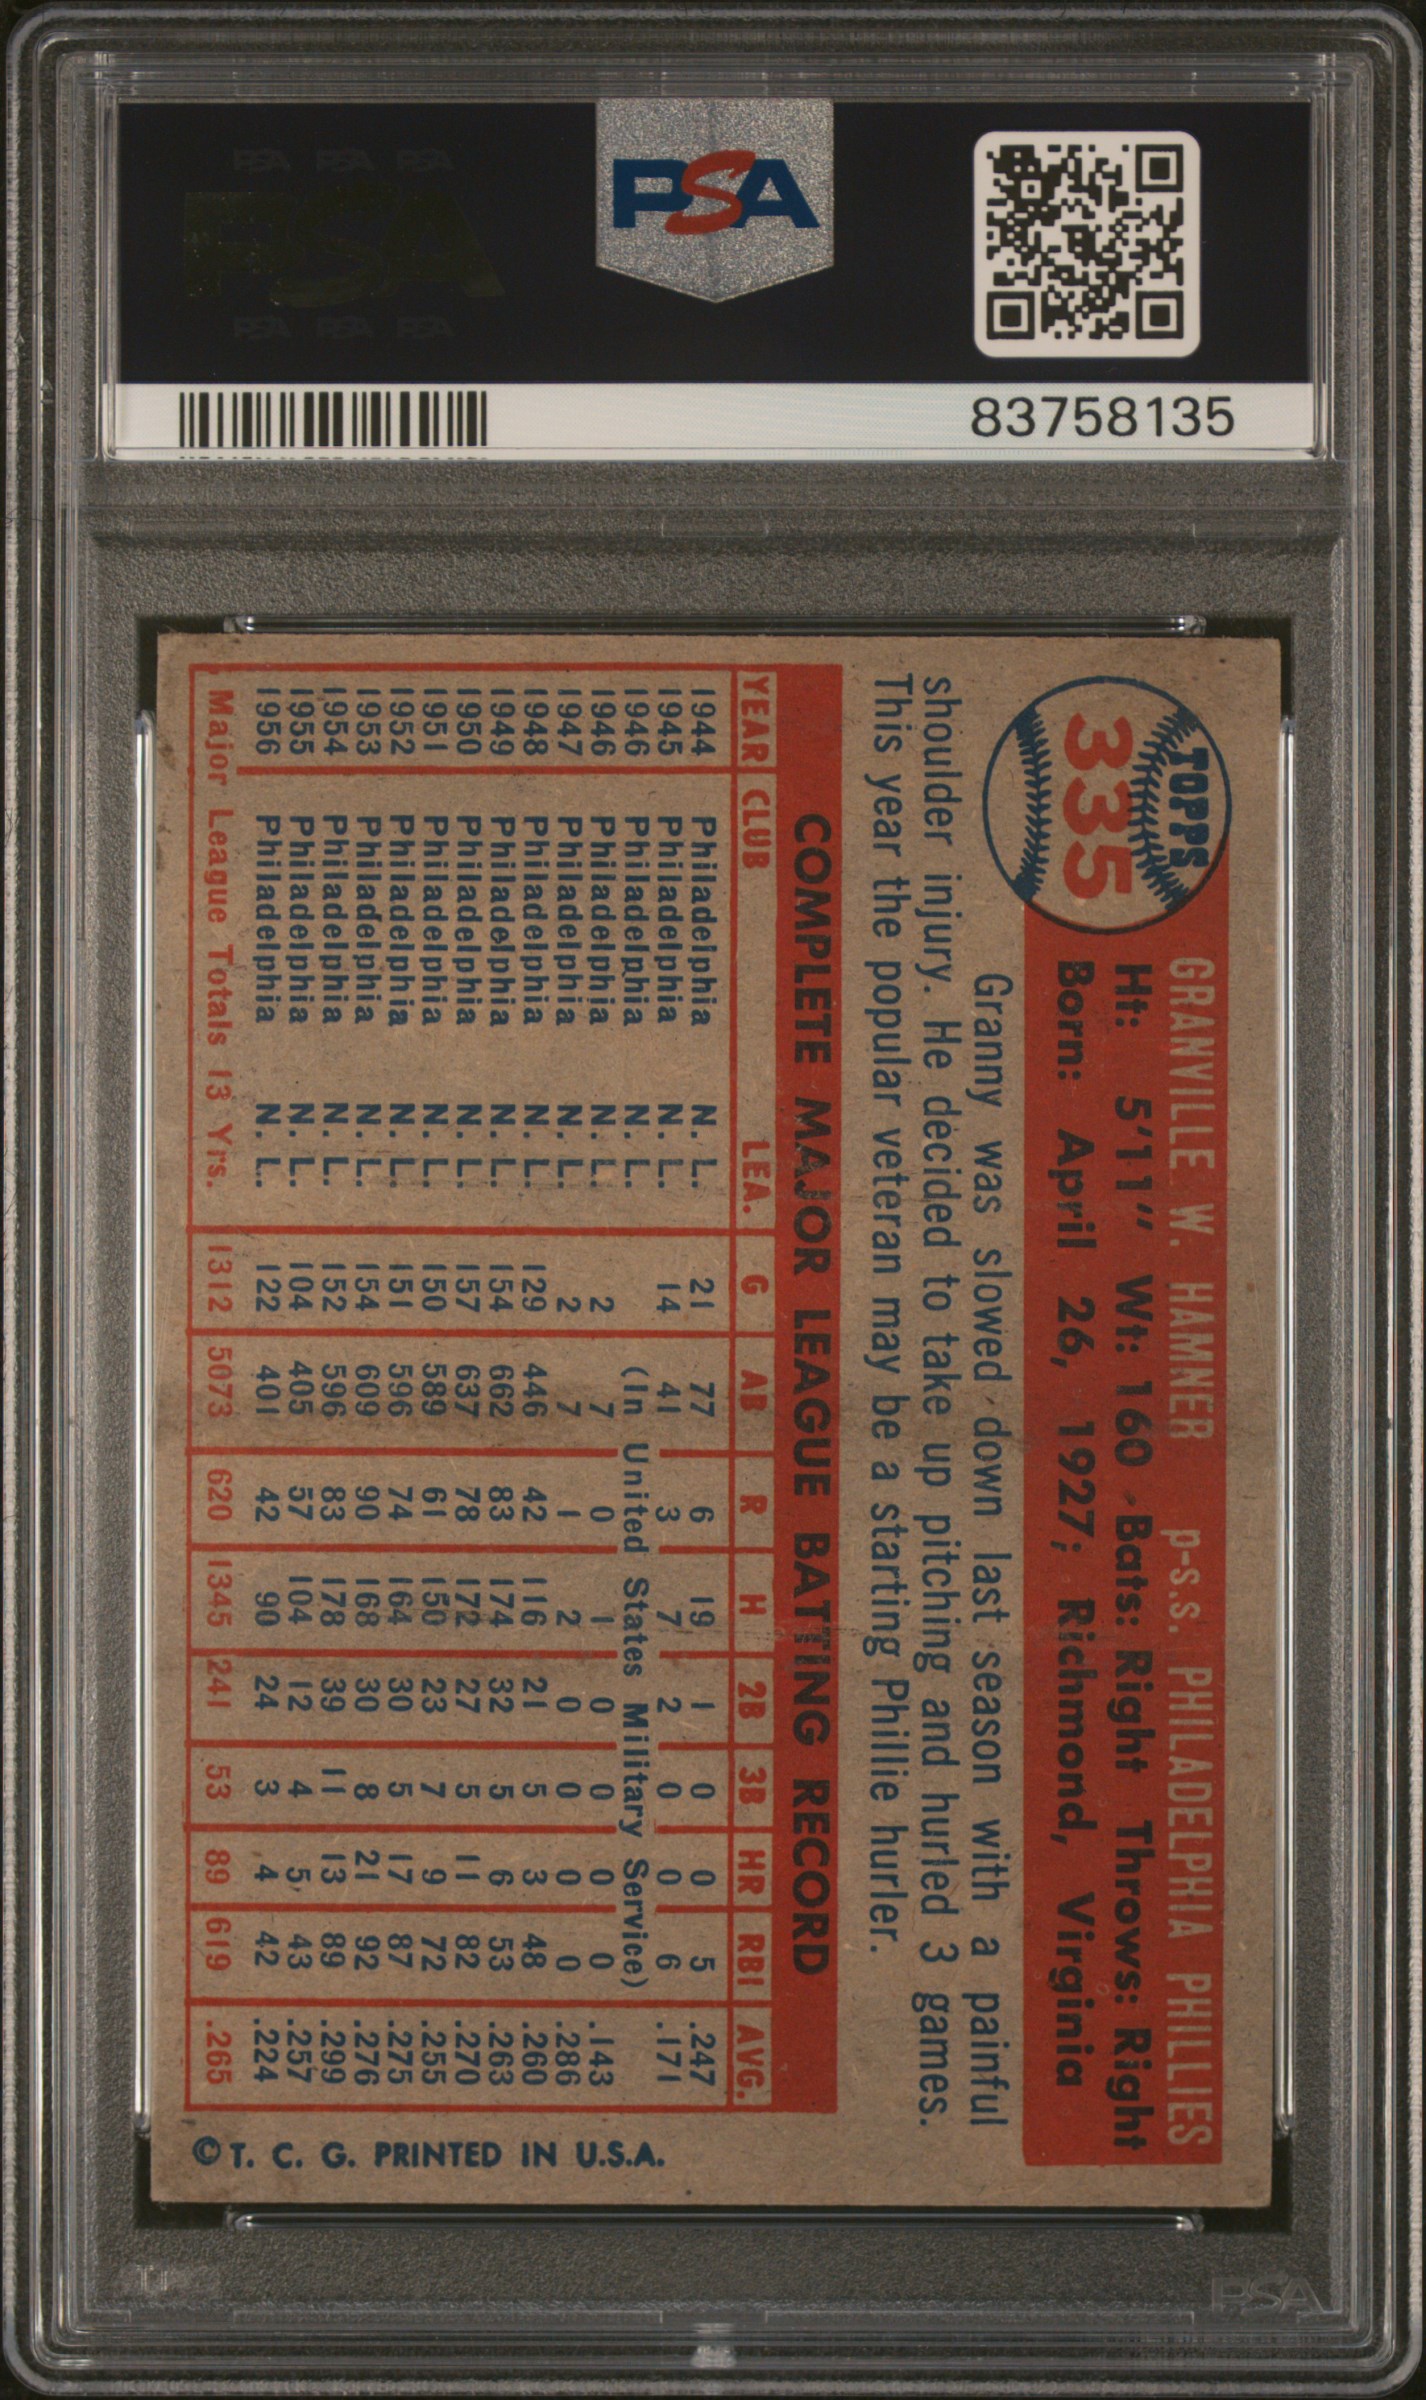 PSA PSA PSA
PSA
PSA PSA PSA
PSA
83758135
TOPPS
335
GRANVILLE W. HAMNER p-s.s. PHILADELPHIA PHILLIES
Ht: 5'11" Wt: 160 Bats: Right Throws: Right
Born: April 26, 1927; Richmond, Virginia
Granny was slowed down last season with a painful
shoulder injury. He decided to take up pitching and hurled 3 games.
This year the popular veteran may be a starting Phillie hurler.
COMPLETE MAJOR LEAGUE BATTING RECORD
YEAR CLUB LEA. G AB R H 2B 3B HR RBI AVG.
1944 Philadelphia N. L. 21 77 6 19 1 0 0 5 .247
1945 Philadelphia N. L. 14 41 3 7 2 0 0 6 .171
1946 Philadelphia N. L. (In United States Military Service)
1946 Philadelphia N. L. 2 7 0 1 0 0 0 0 .143
1947 Philadelphia N. L. 2 7 1 2 0 0 0 0 .286
1948 Philadelphia N. L. 129 446 42 116 21 5 3 48 .260
1949 Philadelphia N. L. 154 662 83 174 32 5 6 53 .263
1950 Philadelphia N. L. 157 637 78 172 27 5 11 82 .270
1951 Philadelphia N. L. 150 589 61 150 23 7 9 72 .255
1952 Philadelphia N. L. 151 596 74 164 30 5 17 87 .275
1953 Philadelphia N. L. 154 609 90 168 30 8 21 92 .276
1954 Philadelphia N. L. 152 596 83 178 39 11 13 89 .299
1955 Philadelphia N. L. 104 405 57 104 12 4 5 43 .257
1956 Philadelphia N. L. 122 401 42 90 24 3 4 42 .224
Major League Totals 13 Yrs. 1312 5073 620 1345 241 53 89 619 .265
© T. C. G. PRINTED IN U.S.A.
PSA